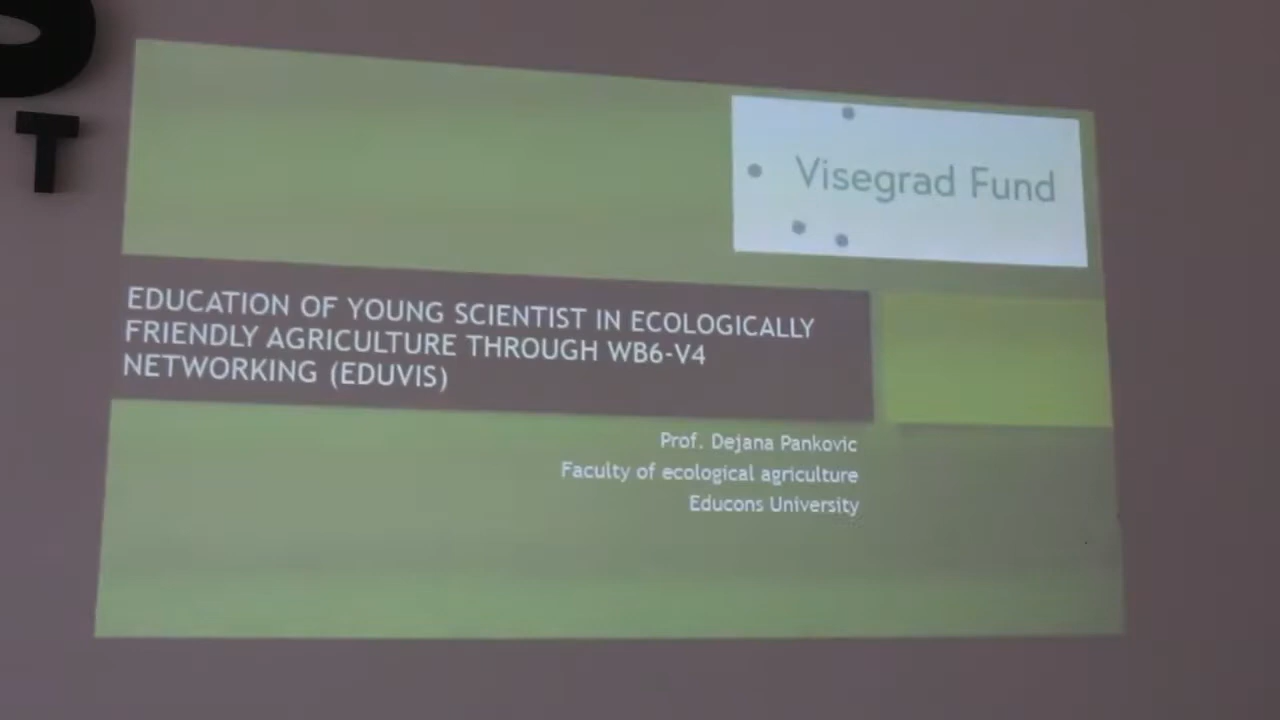 S
T
Visegrad Fund
EDUCATION OF YOUNG SCIENTIST IN ECOLOGICALLY
FRIENDLY AGRICULTURE THROUGH WB6-V4
NETWORKING (EDUVIS)
Prof. Dejana Pankovic
Faculty of ecological agriculture
Educons University